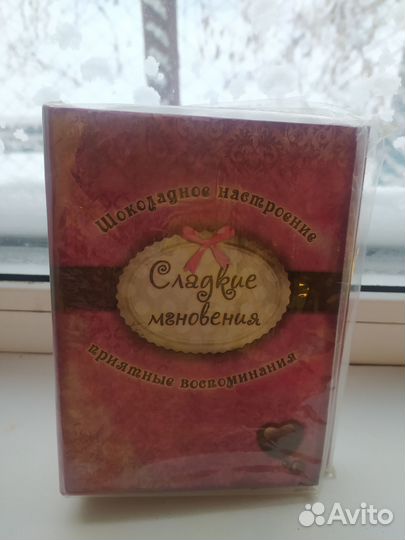 Шоколадное настроение
Сладкие
мгновения
приятные воспоминания
Avito